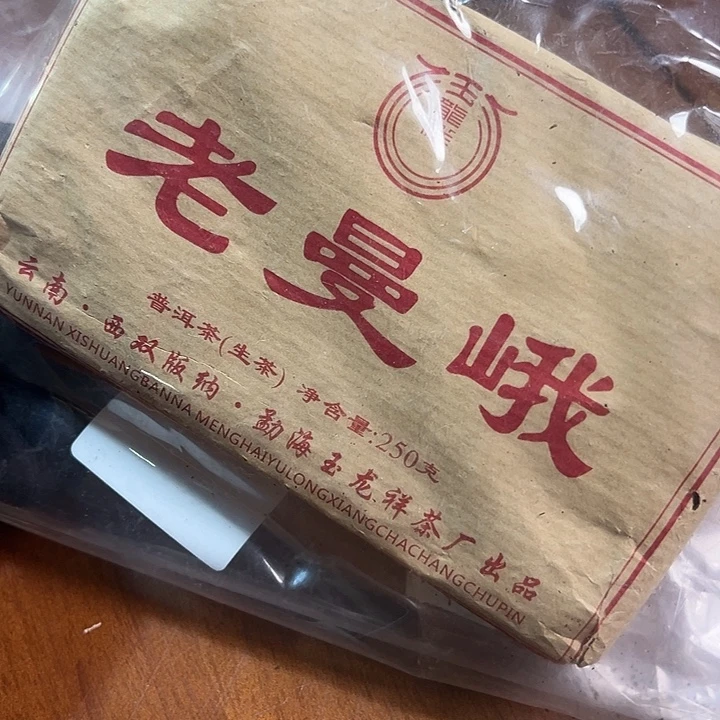 老曼峨
普洱茶(生茶) 净含量:250克
云南·西双版纳·勐海玉龙祥茶厂出品
YUNNAN XISHUANGBANNA MENGHAIYULONGXIANGCHACHANGCHUPIN